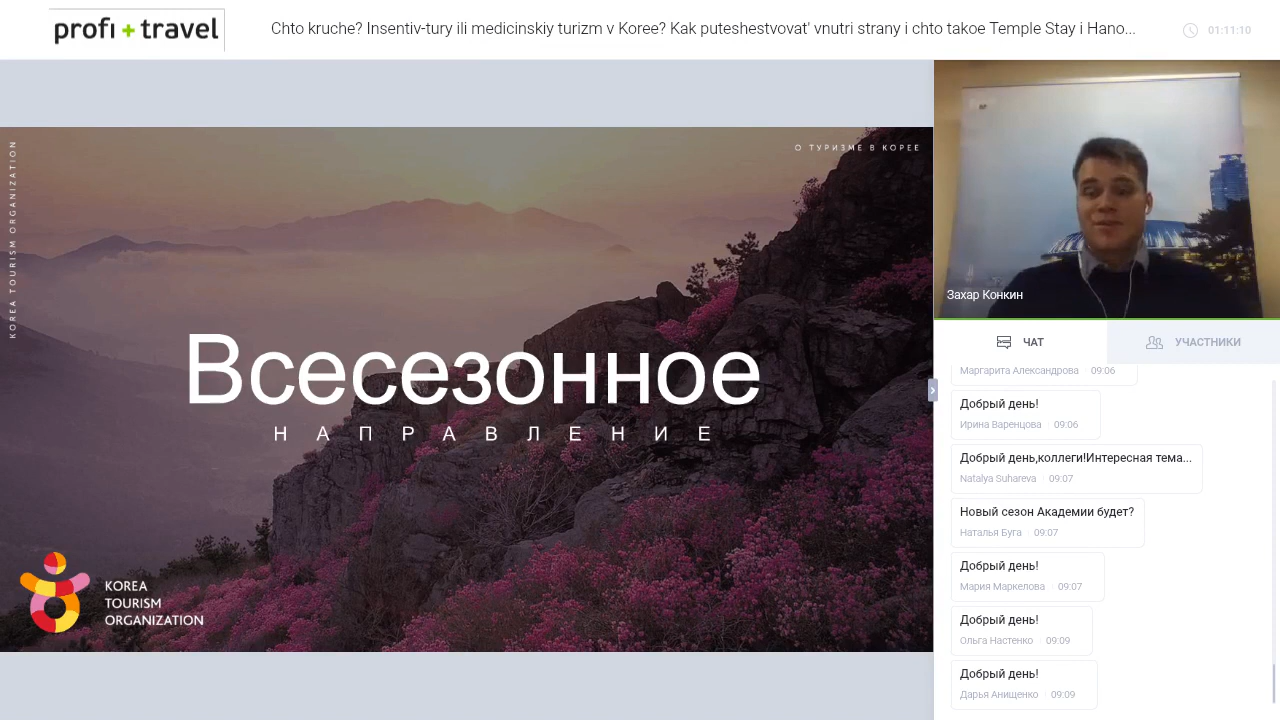 profi + travel
Chto kruche? Insentiv-tury ili medicinskiy turizm v Koree? Kak puteshestvovat' vnutri strany i chto takoe Temple Stay i Hano...
01:11:10
KOREA TOURISM ORGANIZATION
О ТУРИЗМЕ В КОРЕЕ
Всесезонное
НАПРАВЛЕНИЕ
KOREA
TOURISM
ORGANIZATION
Захар Конкин
ЧАТ
УЧАСТНИКИ
Маргарита Александрова · 09:06
Добрый день!
Ирина Варенцова · 09:06
Добрый день,коллеги!Интересная тема...
Natalya Suhareva · 09:07
Новый сезон Академии будет?
Наталья Буга · 09:07
Добрый день!
Мария Маркелова · 09:07
Добрый день!
Ольга Настенко · 09:09
Добрый день!
Дарья Анищенко · 09:09